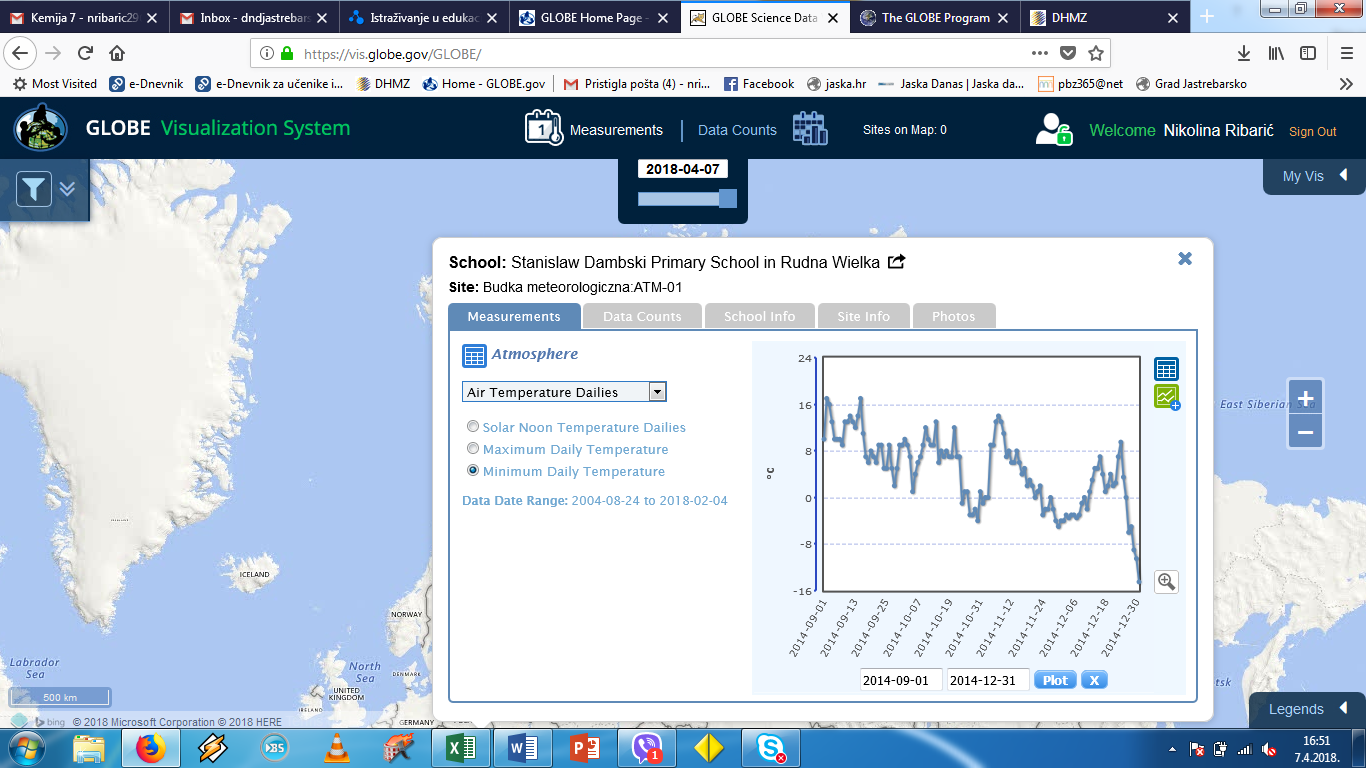 Kemija 7 - nribaric29
Inbox - dndjastrebars
Istraživanje u edukac
GLOBE Home Page -
GLOBE Science Data
The GLOBE Program
DHMZ
https://vis.globe.gov/GLOBE/
Most Visited
e-Dnevnik
e-Dnevnik za učenike i...
DHMZ
Home - GLOBE.gov
Pristigla pošta (4) - nri...
Facebook
jaska.hr
Jaska Danas | Jaska da...
pbz365@net
Grad Jastrebarsko
GLOBE Visualization System
1
Measurements
Data Counts
Sites on Map: 0
Welcome Nikolina Ribarić
Sign Out
2018-04-07
My Vis
School: Stanislaw Dambski Primary School in Rudna Wielka
Site: Budka meteorologiczna:ATM-01
Measurements
Data Counts
School Info
Site Info
Photos
Atmosphere
Air Temperature Dailies
Solar Noon Temperature Dailies
Maximum Daily Temperature
Minimum Daily Temperature
Data Date Range: 2004-08-24 to 2018-02-04
24
16
8
0
-8
-16
°C
2014-09-01
2014-09-13
2014-09-25
2014-10-07
2014-10-19
2014-10-31
2014-11-12
2014-11-24
2014-12-06
2014-12-18
2014-12-30
2014-09-01
2014-12-31
Plot
X
East Siberian Sea
+
−
ICELAND
NORWAY
Labrador
Sea
North
Sea
DENMARK
UNITED
KINGDOM
IRELAND
GERMANY
otsk
500 km
bing
© 2018 Microsoft Corporation © 2018 HERE
Legends
KBS
1
16:51
7.4.2018.